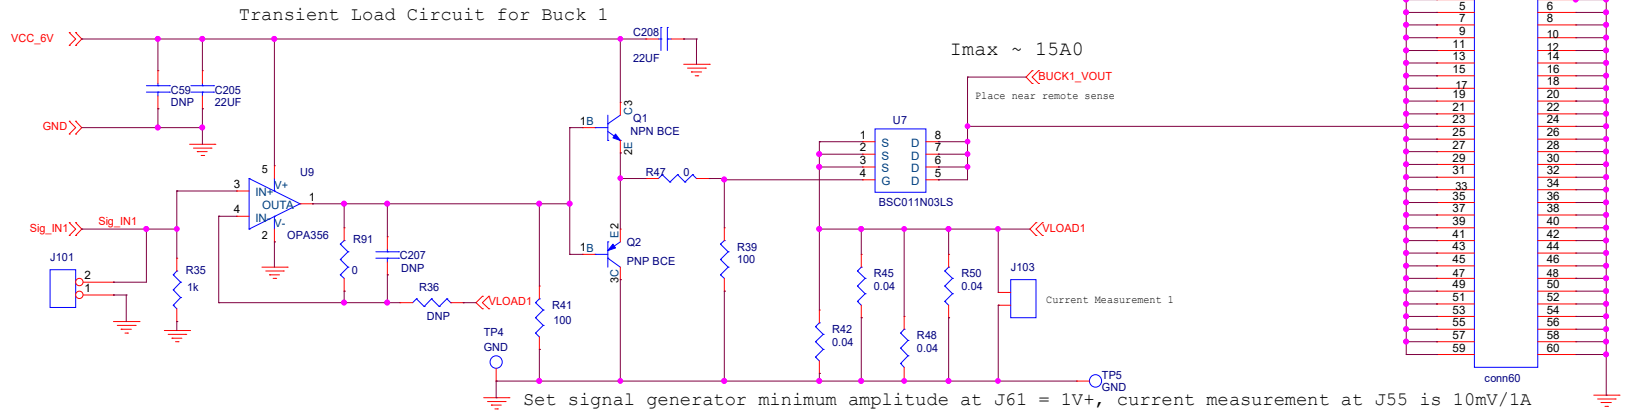 Transient Load Circuit for Buck 1
VCC_6V
C208
22UF
Imax ~ 15A0
BUCK1_VOUT
Place near remote sense
C59
DNP
C205
22UF
GND
C 3
Q1
1B
NPN BCE
2E
U7
1 S D 8
2 S D 7
3 S D 6
4 G D 5
BSC011N03LS
R47 0
5
U9
3 IN+ V+
OUTA 1
4 IN- V-
2
OPA356
Sig_IN1
Sig_IN1
J101
2
1
R35
1k
R91
0
C207
DNP
R36
DNP
VLOAD1
E 2
1B
Q2
PNP BCE
3C
R39
100
R41
100
TP4
GND
VLOAD1
R45
0.04
R50
0.04
J103
Current Measurement 1
R42
0.04
R48
0.04
TP5
GND
Set signal generator minimum amplitude at J61 = 1V+, current measurement at J55 is 10mV/1A
5 6
7 8
9 10
11 12
13 14
15 16
17 18
19 20
21 22
23 24
25 26
27 28
29 30
31 32
33 34
35 36
37 38
39 40
41 42
43 44
45 46
47 48
49 50
51 52
53 54
55 56
57 58
59 60
conn60